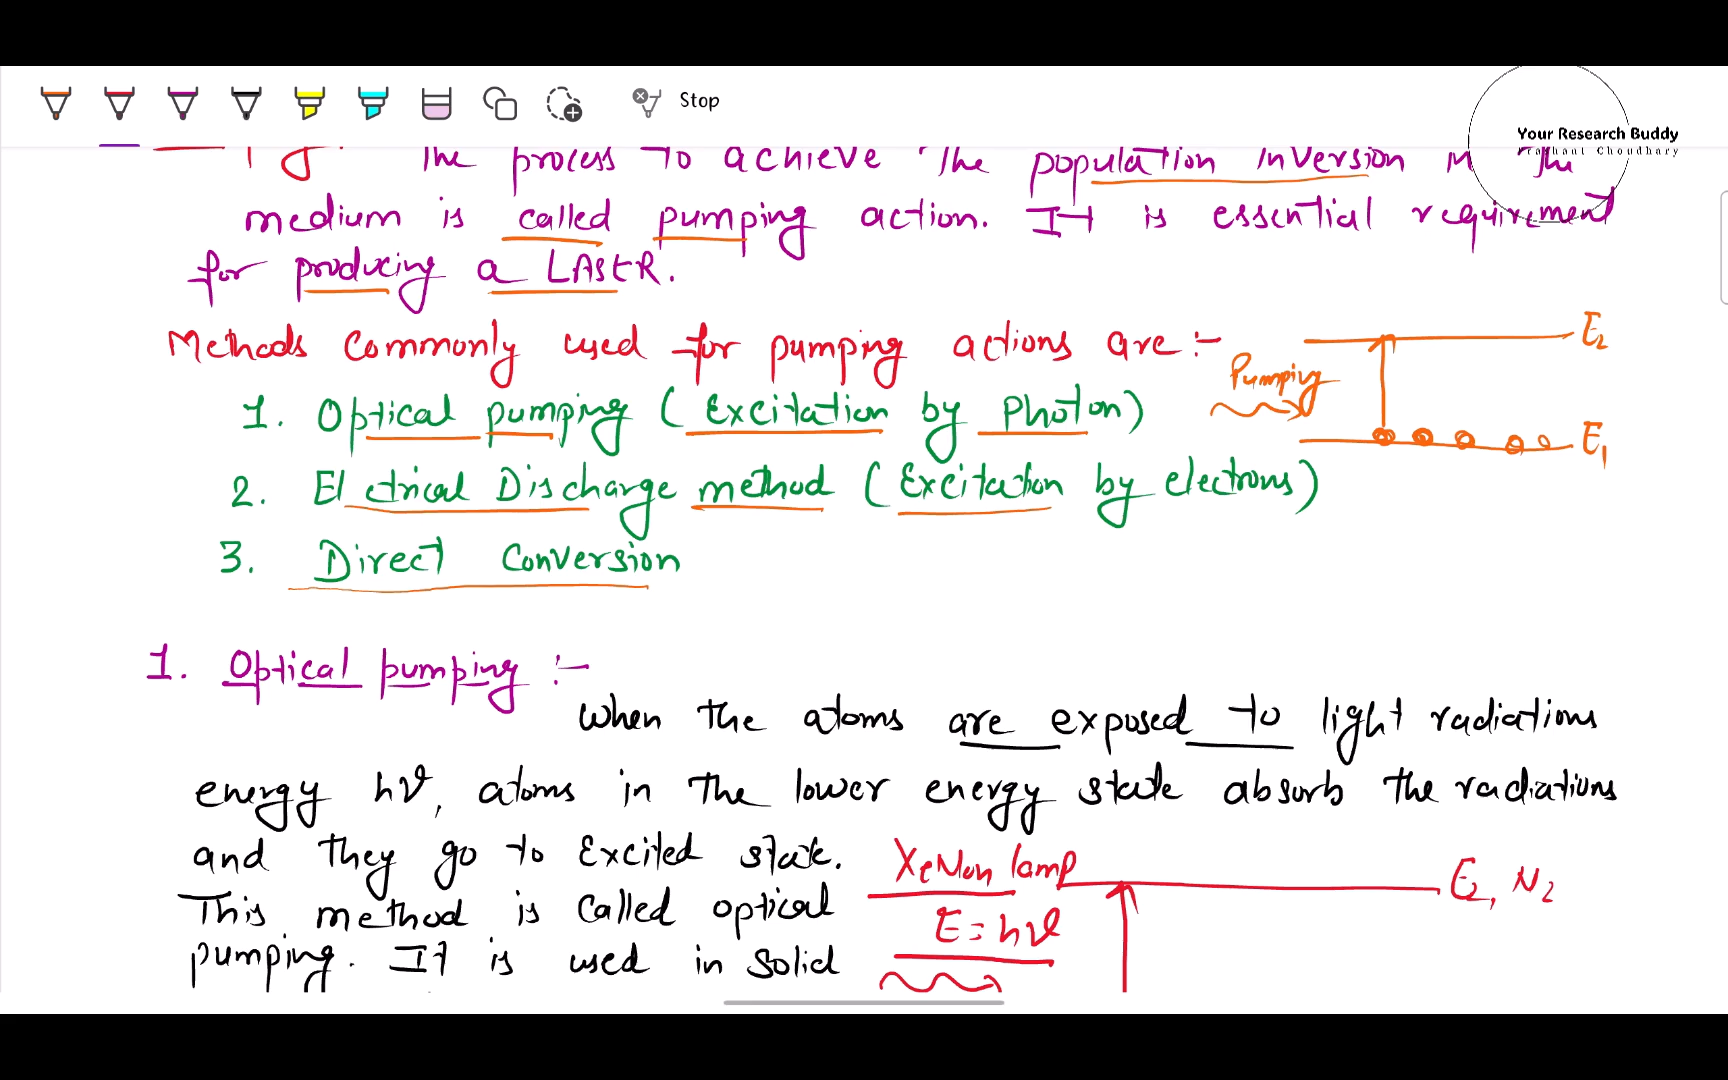 Stop
Your Research Buddy
Prashant Choudhary
The process to achieve the population inversion in the
medium is called pumping action. It is essential requirement
for producing a LASER.
Methods commonly used for pumping actions are :-
E2
Pumping
1. Optical pumping ( Excitation by Photon)
E1
2. Electrical Discharge method ( Excitation by electrons)
3. Direct Conversion
1. Optical pumping :-
When the atoms are exposed to light radiations
energy hν, atoms in the lower energy state absorb the radiations
and they go to Excited state.
Xenon lamp
E2, N2
This method is called optical
E = hν
pumping. It is used in solid